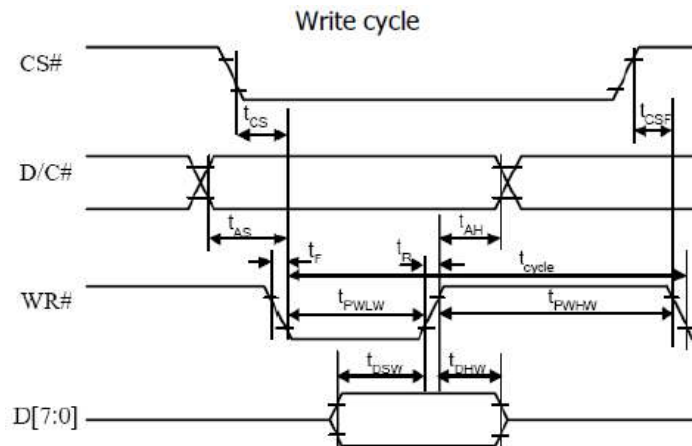 Write cycle
CS#
tCS
tCSF
D/C#
tAS
tAH
tF
tR
tcycle
WR#
tPWLW
tPWHW
tDSW
tDHW
D[7:0]